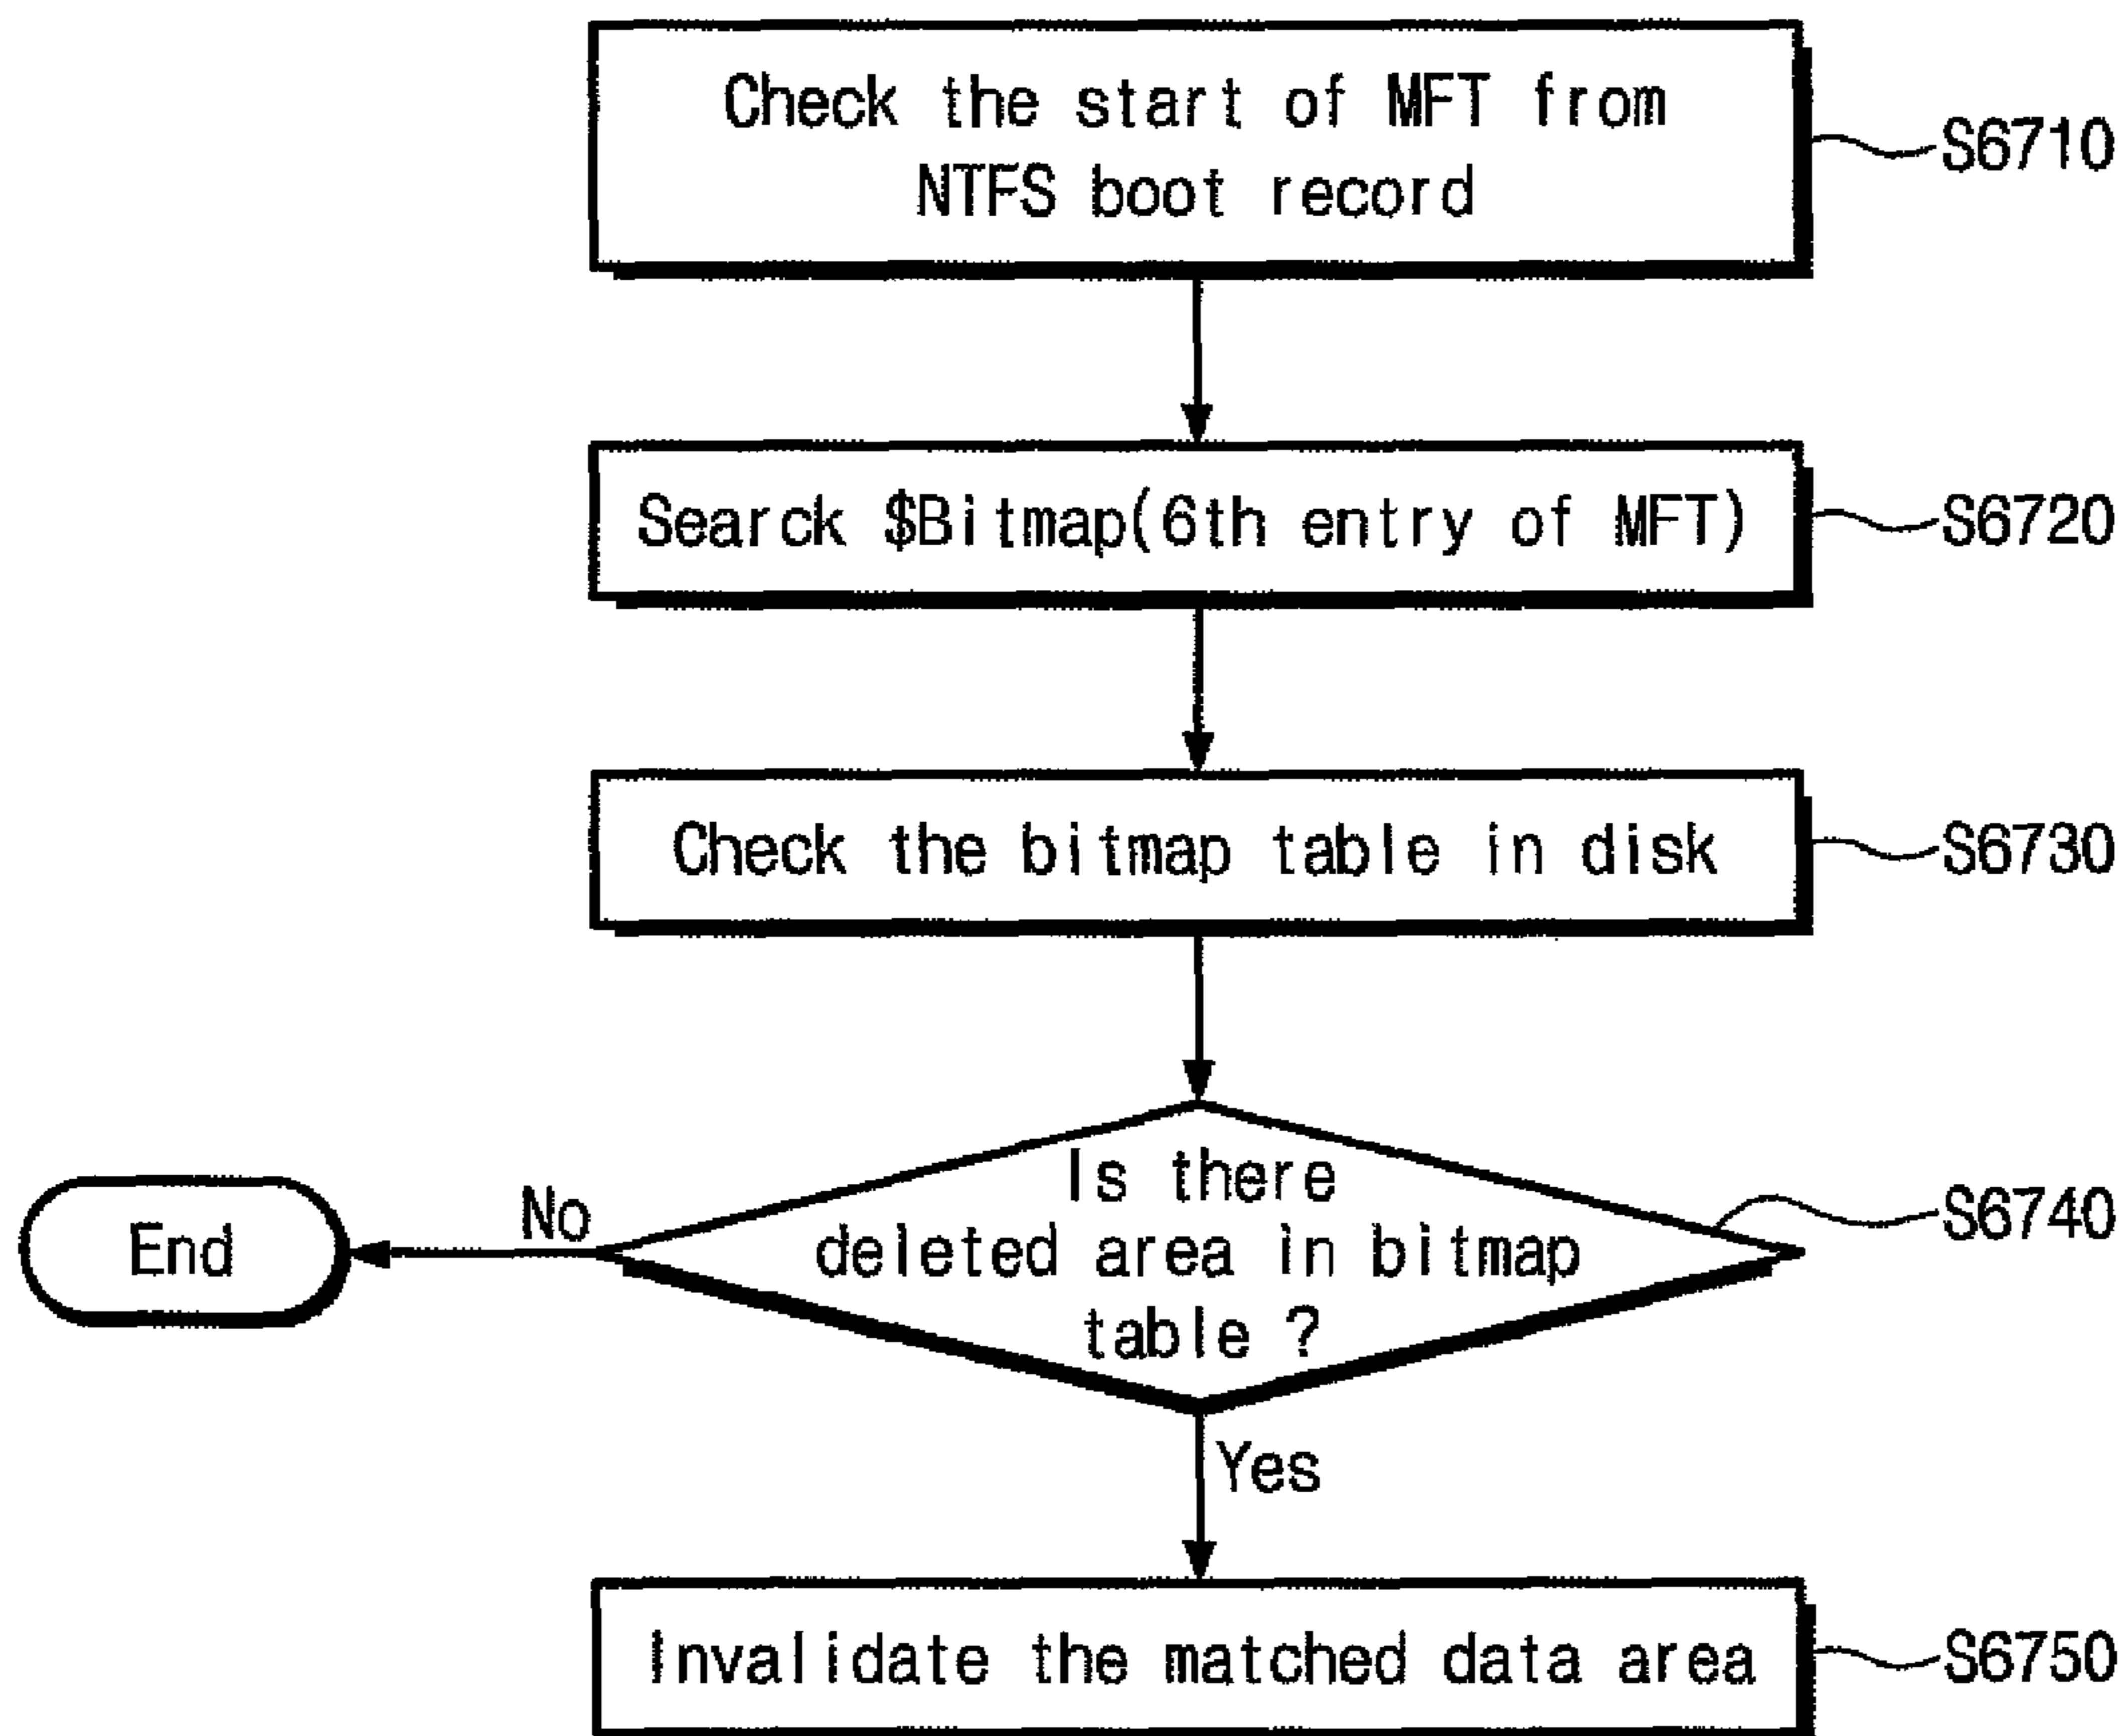 Check the start of MFT from
NTFS boot record
S6710
Searck $Bitmap(6th entry of MFT)
S6720
Check the bitmap table in disk
S6730
Is there
deleted area in bitmap
table ?
S6740
No
End
Yes
Invalidate the matched data area
S6750